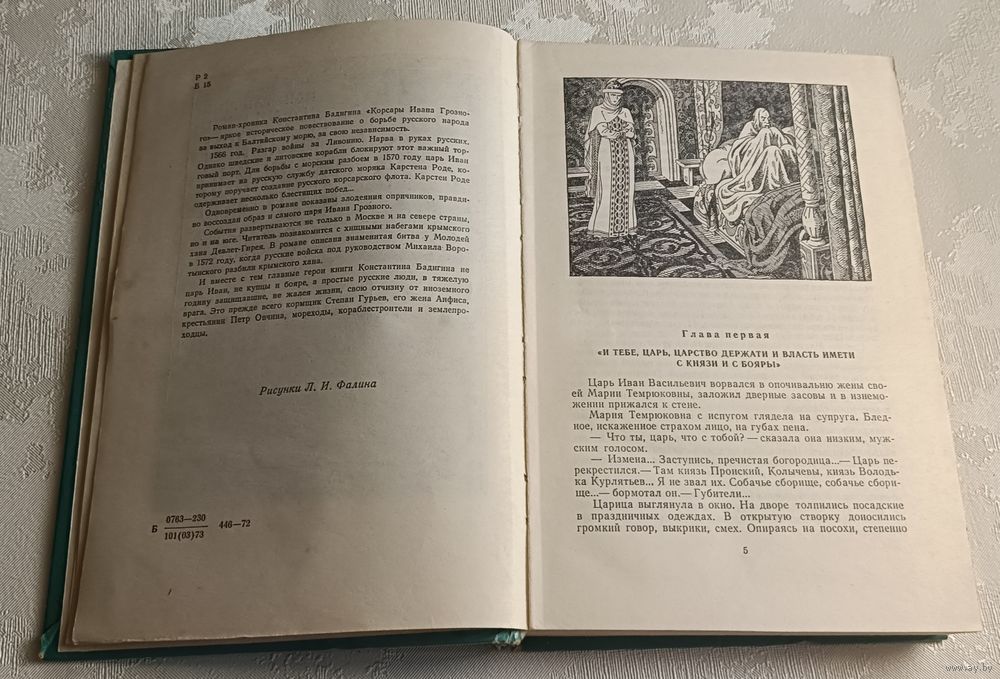 Р 2
Б 15
Роман-хроника Константина Бадигина «Корсары Ивана Грозно-
го»— яркое историческое повествование о борьбе русского народа
за выход к Балтийскому морю, за свою независимость.
1566 год. Разгар войны за Ливонию. Нарва в руках русских.
Однако шведские и литовские корабли блокируют этот важный тор-
говый порт. Для борьбы с морским разбоем в 1570 году царь Иван
принимает на русскую службу датского моряка Карстена Роде, ко-
торому поручает создание русского корсарского флота. Карстен Роде
одерживает несколько блестящих побед...
Одновременно в романе показаны злодеяния опричников, правди-
во воссоздан образ и самого царя Ивана Грозного.
События развертываются не только в Москве и на севере страны,
но и на юге. Читатель познакомится с хищными набегами крымского
хана Девлет-Гирея. В романе описана знаменитая битва у Молодей
в 1572 году, когда русские войска под руководством Михаила Воро-
тынского разбили крымского хана.
И вместе с тем главные герои книги Константина Бадигина не
царь Иван, не купцы и бояре, а простые русские люди, в тяжелую
годину защищавшие, не жалея жизни, свою отчизну от иноземного
врага. Это прежде всего кормщик Степан Гурьев, его жена Анфиса,
крестьянин Петр Овчина, мореходы, кораблестроители и землепро-
ходцы.
Рисунки Л. И. Фалина
Б 0763—230 446—72
101(03)73
Глава первая
«И ТЕБЕ, ЦАРЬ, ЦАРСТВО ДЕРЖАТИ И ВЛАСТЬ ИМЕТИ
С КНЯЗИ И С БОЯРЫ»
Царь Иван Васильевич ворвался в опочивальню жены сво-
ей Марии Темрюковны, заложил дверные засовы и в изнемо-
жении прижался к стене.
Мария Темрюковна с испугом глядела на супруга. Блед-
ное, искаженное страхом лицо, на губах пена.
— Что ты, царь, что с тобой? — сказала она низким, муж-
ским голосом.
— Измена... Заступись, пречистая богородица...— Царь пе-
рекрестился.— Там князь Пронский, Колычевы, князь Володь-
ка Курлятьев... Я не звал их. Собачье сборище, собачье сбори-
ще...— бормотал он.— Губители...
Царица выглянула в окно. На дворе толпились посадские
в праздничных одеждах. В открытую створку доносились
громкий говор, выкрики, смех. Опираясь на посохи, степенно
5
www.ay.by